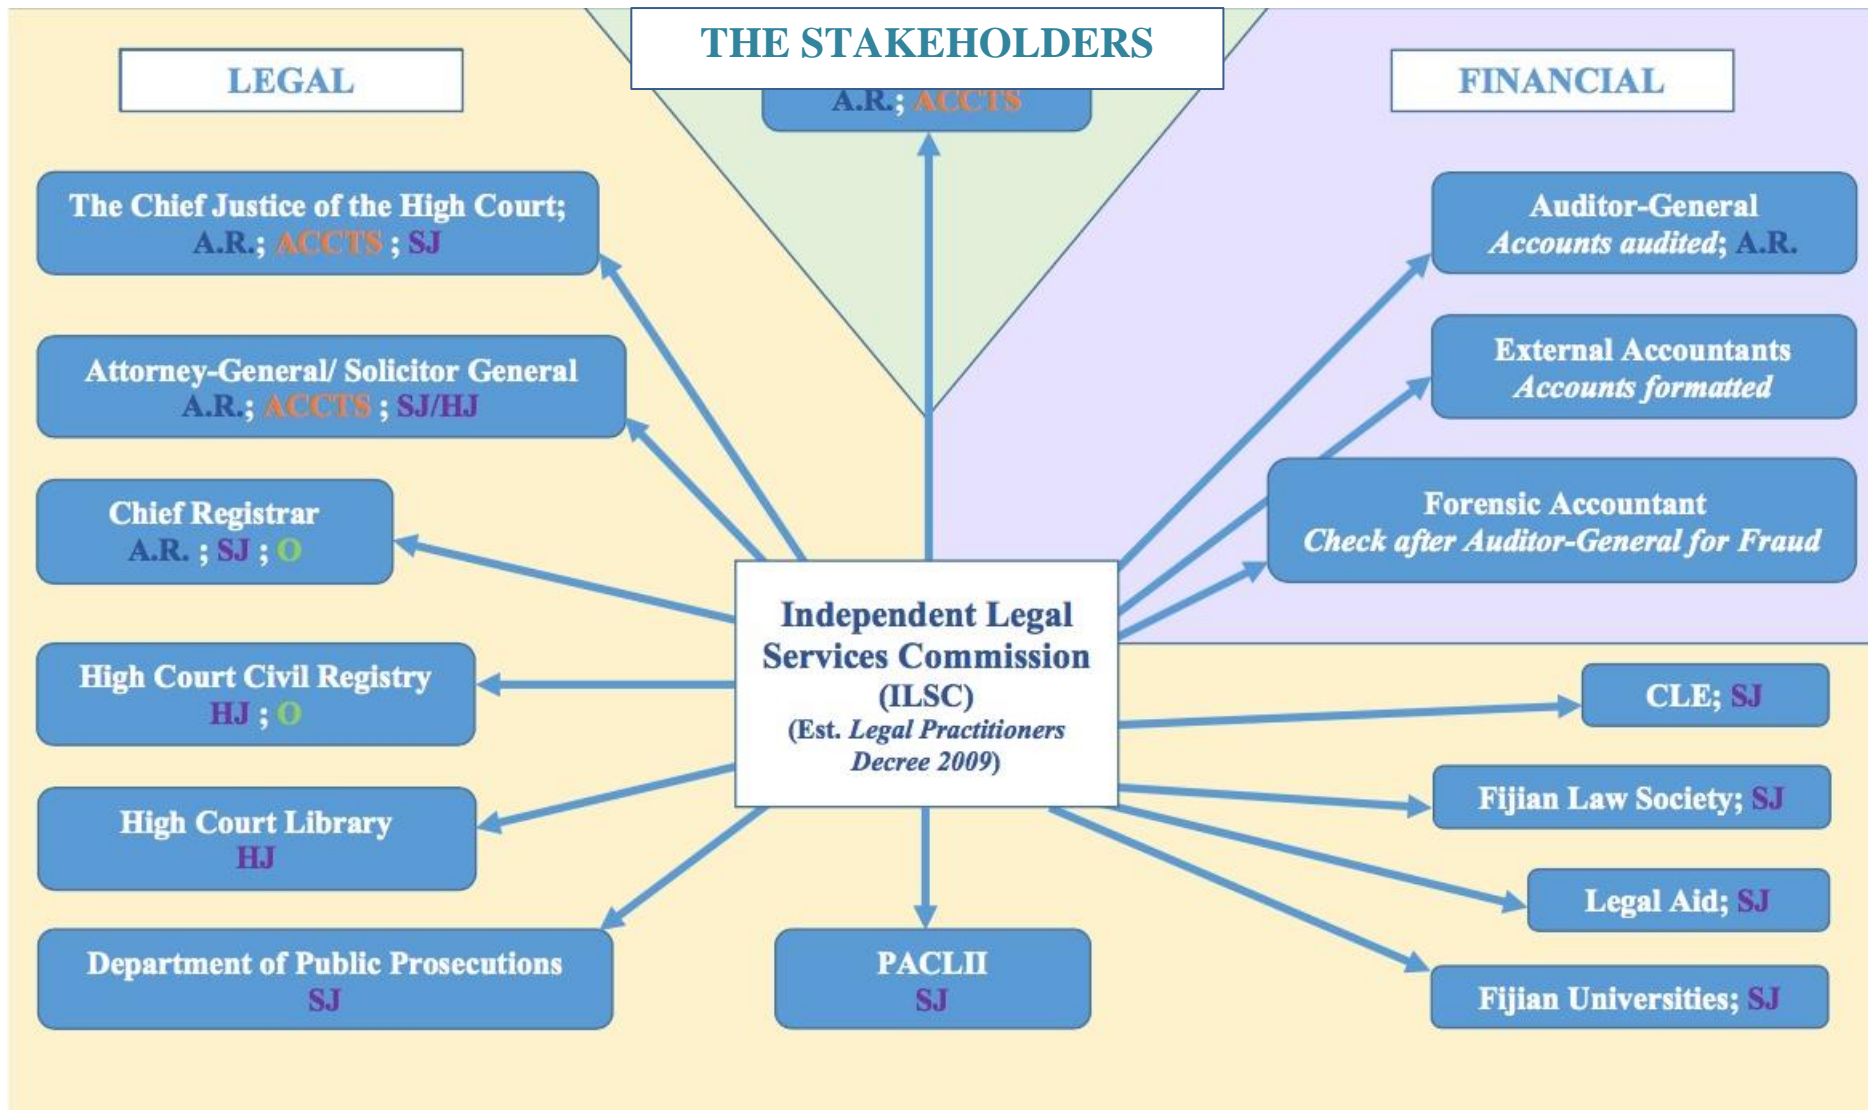 THE STAKEHOLDERS
LEGAL
FINANCIAL
A.R.; ACCTS
The Chief Justice of the High Court;
A.R.; ACCTS ; SJ
Attorney-General/ Solicitor General
A.R.; ACCTS ; SJ/HJ
Chief Registrar
A.R. ; SJ ; O
High Court Civil Registry
HJ ; O
High Court Library
HJ
Department of Public Prosecutions
SJ
Independent Legal
Services Commission
(ILSC)
(Est. Legal Practitioners
Decree 2009)
PACLII
SJ
Auditor-General
Accounts audited; A.R.
External Accountants
Accounts formatted
Forensic Accountant
Check after Auditor-General for Fraud
CLE; SJ
Fijian Law Society; SJ
Legal Aid; SJ
Fijian Universities; SJ